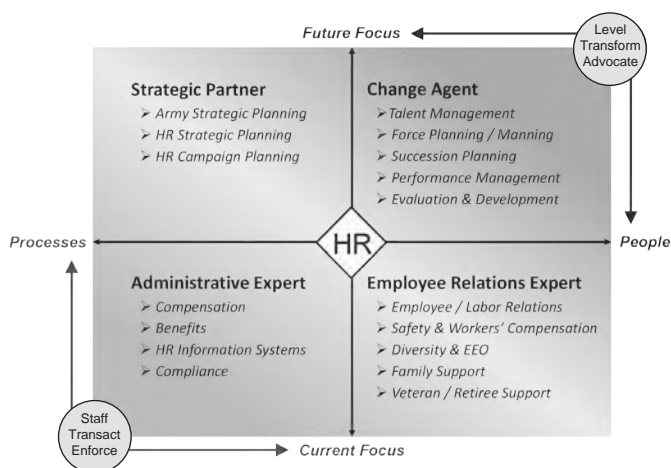 Future Focus
Level
Transform
Advocate
Strategic Partner
➢ Army Strategic Planning
➢ HR Strategic Planning
➢ HR Campaign Planning
Change Agent
➢ Talent Management
➢ Force Planning / Manning
➢ Succession Planning
➢ Performance Management
➢ Evaluation & Development
Processes
HR
People
Administrative Expert
➢ Compensation
➢ Benefits
➢ HR Information Systems
➢ Compliance
Employee Relations Expert
➢ Employee / Labor Relations
➢ Safety & Workers' Compensation
➢ Diversity & EEO
➢ Family Support
➢ Veteran / Retiree Support
Staff
Transact
Enforce
Current Focus